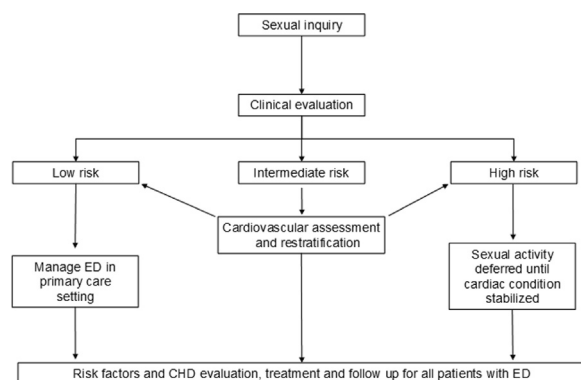 Sexual inquiry
Clinical evaluation
Low risk
Intermediate risk
High risk
Cardiovascular assessment
and restratification
Manage ED in
primary care
setting
Sexual activity
deferred until
cardiac condition
stabilized
Risk factors and CHD evaluation, treatment and follow up for all patients with ED